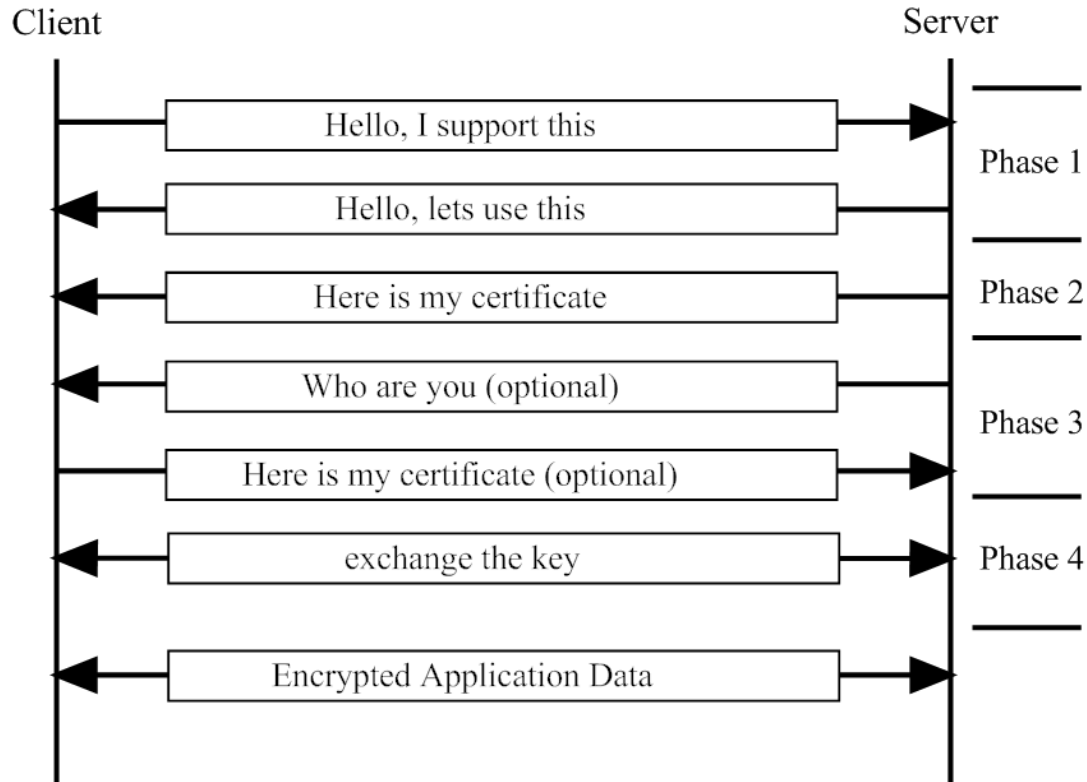 Client
Server
Hello, I support this
Phase 1
Hello, lets use this
Here is my certificate
Phase 2
Who are you (optional)
Phase 3
Here is my certificate (optional)
exchange the key
Phase 4
Encrypted Application Data